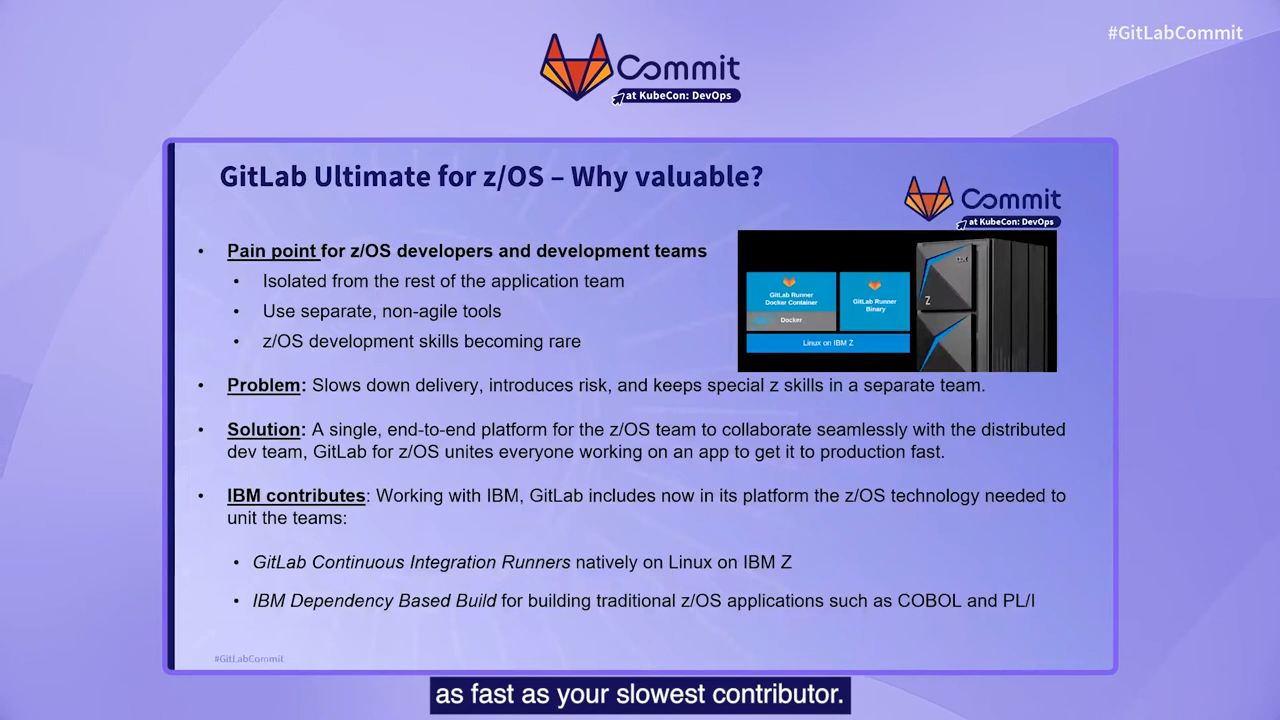 #GitLabCommit
Commit
at KubeCon: DevOps
GitLab Ultimate for z/OS – Why valuable?
Commit
at KubeCon: DevOps
• Pain point for z/OS developers and development teams
• Isolated from the rest of the application team
• Use separate, non-agile tools
• z/OS development skills becoming rare
GitLab Runner
Docker Container
Docker
GitLab Runner
Binary
Linux on IBM Z
IBM
Z
• Problem: Slows down delivery, introduces risk, and keeps special z skills in a separate team.
• Solution: A single, end-to-end platform for the z/OS team to collaborate seamlessly with the distributed
dev team, GitLab for z/OS unites everyone working on an app to get it to production fast.
• IBM contributes: Working with IBM, GitLab includes now in its platform the z/OS technology needed to
unit the teams:
• GitLab Continuous Integration Runners natively on Linux on IBM Z
• IBM Dependency Based Build for building traditional z/OS applications such as COBOL and PL/I
#GitLabCommit
as fast as your slowest contributor.